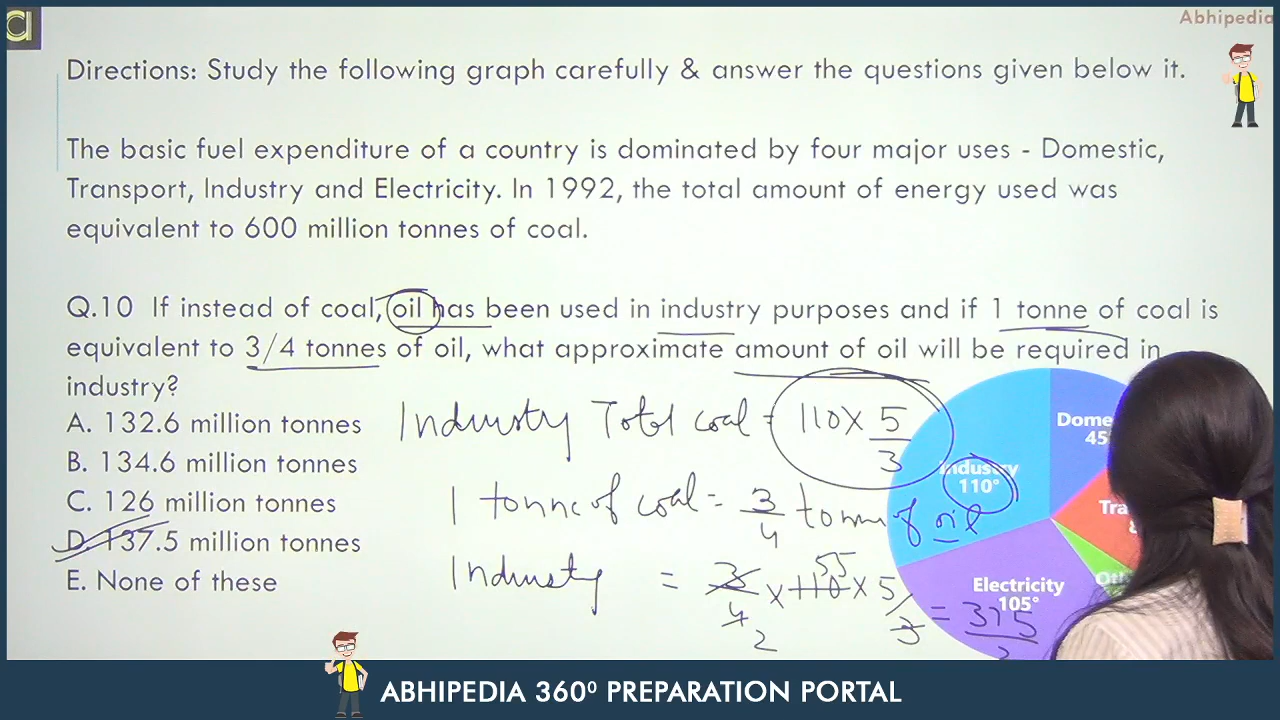 Abhipedia
Directions: Study the following graph carefully & answer the questions given below it.
The basic fuel expenditure of a country is dominated by four major uses - Domestic,
Transport, Industry and Electricity. In 1992, the total amount of energy used was
equivalent to 600 million tonnes of coal.
Q.10 If instead of coal, oil has been used in industry purposes and if 1 tonne of coal is
equivalent to 3/4 tonnes of oil, what approximate amount of oil will be required in
industry?
A. 132.6 million tonnes
B. 134.6 million tonnes
C. 126 million tonnes
D. 137.5 million tonnes
E. None of these
Industry Total coal = 110 x 5/3
1 tonne of coal = 3/4 tonne of oil
Industry = 3/4 2 x 110 55 x 5/3 =
Industry
110°
Electricity
105°
ABHIPEDIA 360⁰ PREPARATION PORTAL